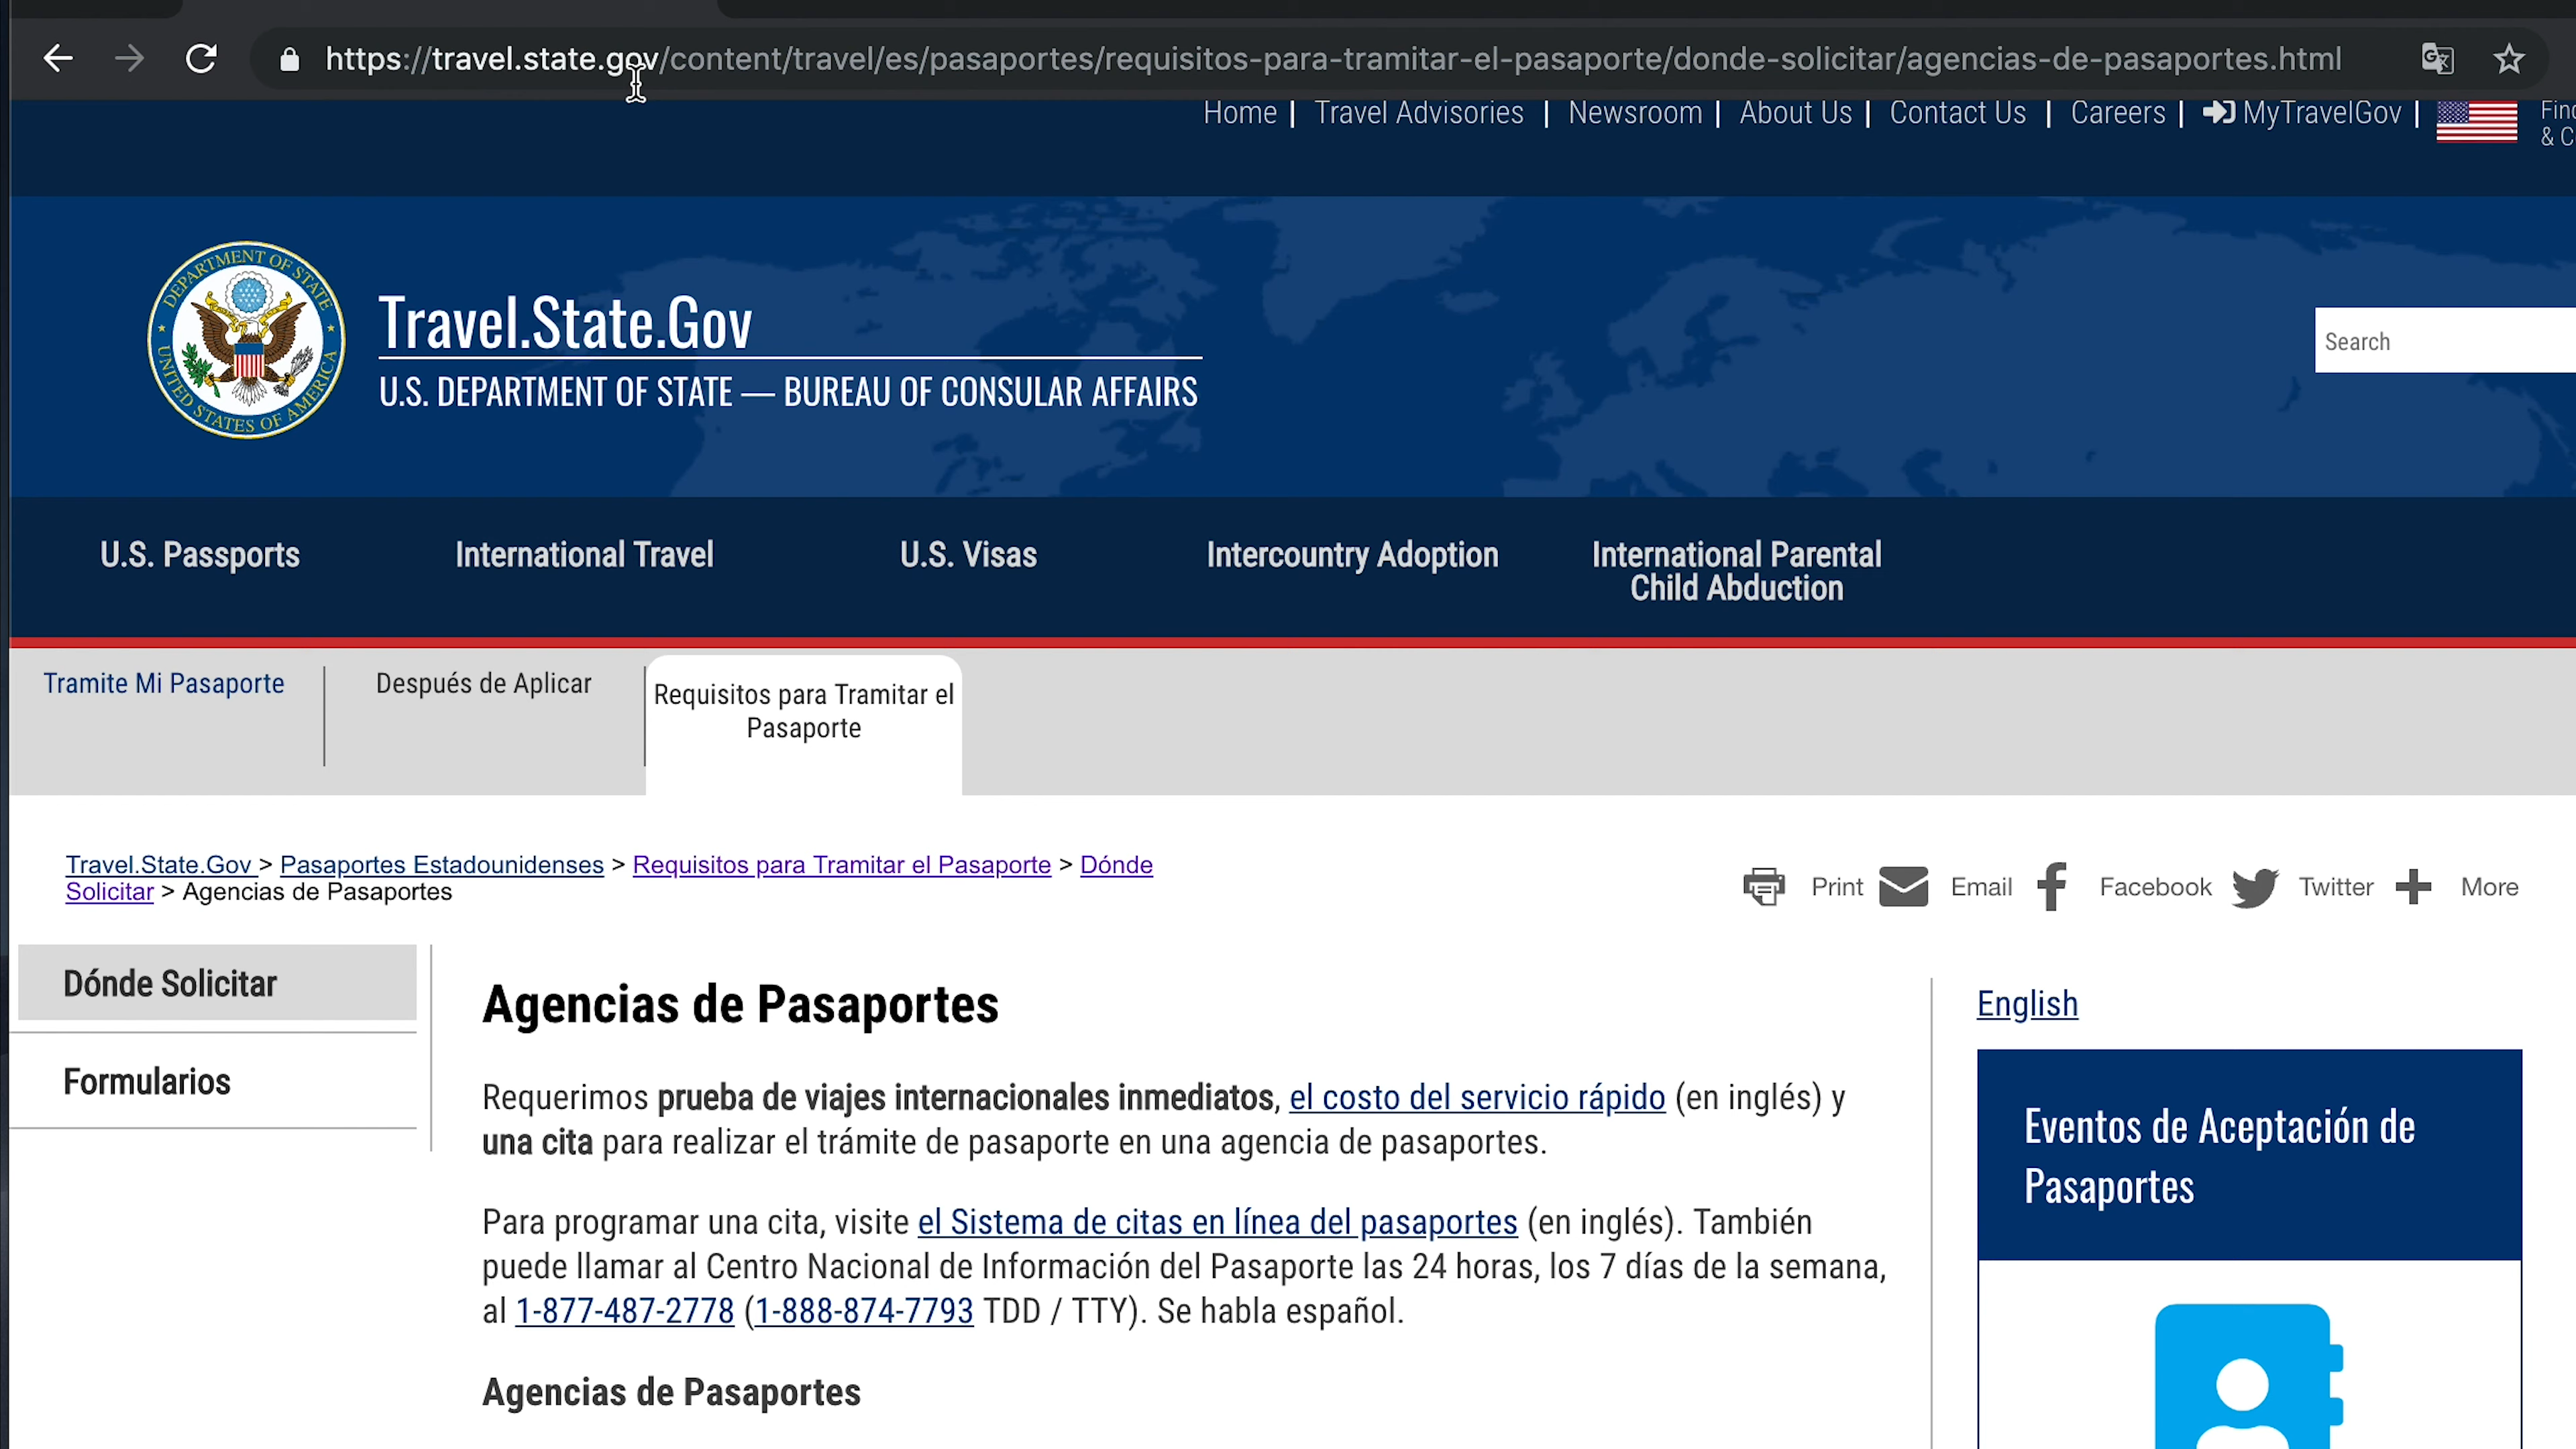 https://travel.state.gov/content/travel/es/pasaportes/requisitos-para-tramitar-el-pasaporte/donde-solicitar/agencias-de-pasaportes.html
Home | Travel Advisories | Newsroom | About Us | Contact Us | Careers | MyTravelGov |
DEPARTMENT OF STATE
UNITED STATES OF AMERICA
Travel.State.Gov
U.S. DEPARTMENT OF STATE — BUREAU OF CONSULAR AFFAIRS
Search
U.S. Passports
International Travel
U.S. Visas
Intercountry Adoption
International Parental
Child Abduction
Tramite Mi Pasaporte
Después de Aplicar
Requisitos para Tramitar el
Pasaporte
Travel.State.Gov > Pasaportes Estadounidenses > Requisitos para Tramitar el Pasaporte > Dónde
Solicitar > Agencias de Pasaportes
Print Email Facebook Twitter More
Dónde Solicitar
Formularios
Agencias de Pasaportes
Requerimos prueba de viajes internacionales inmediatos, el costo del servicio rápido (en inglés) y
una cita para realizar el trámite de pasaporte en una agencia de pasaportes.
Para programar una cita, visite el Sistema de citas en línea del pasaportes (en inglés). También
puede llamar al Centro Nacional de Información del Pasaporte las 24 horas, los 7 días de la semana,
al 1-877-487-2778 (1-888-874-7793 TDD / TTY). Se habla español.
Agencias de Pasaportes
English
Eventos de Aceptación de
Pasaportes